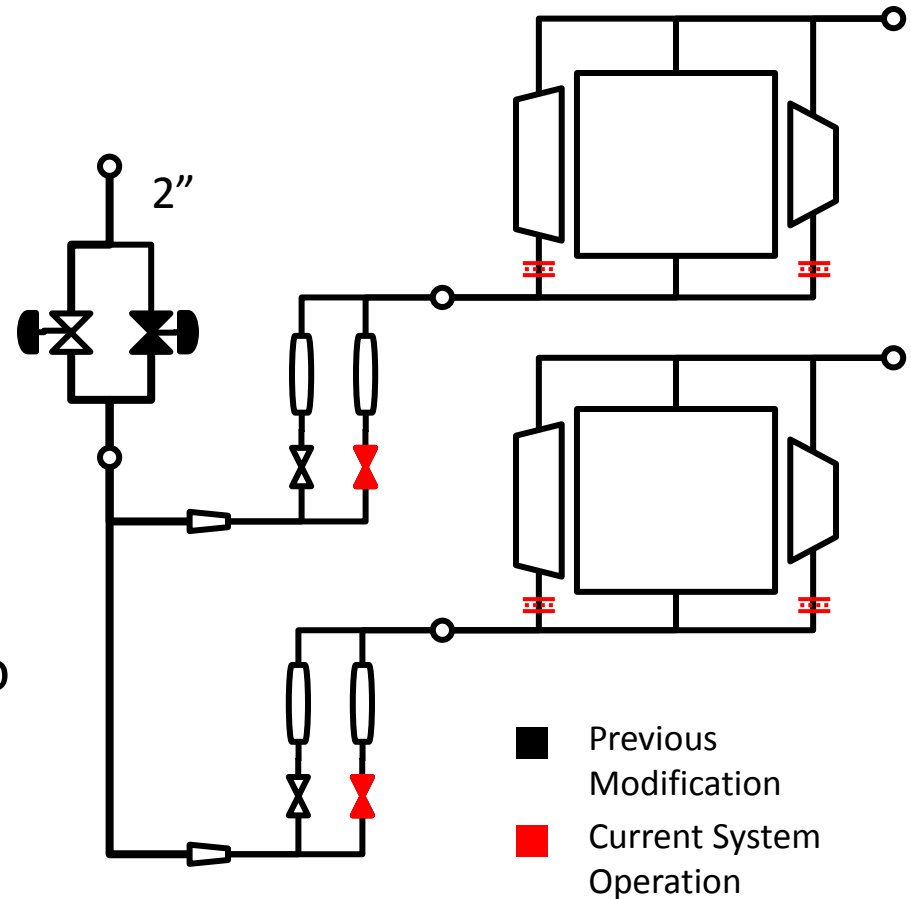 2”
Previous
Modification
Current System
Operation